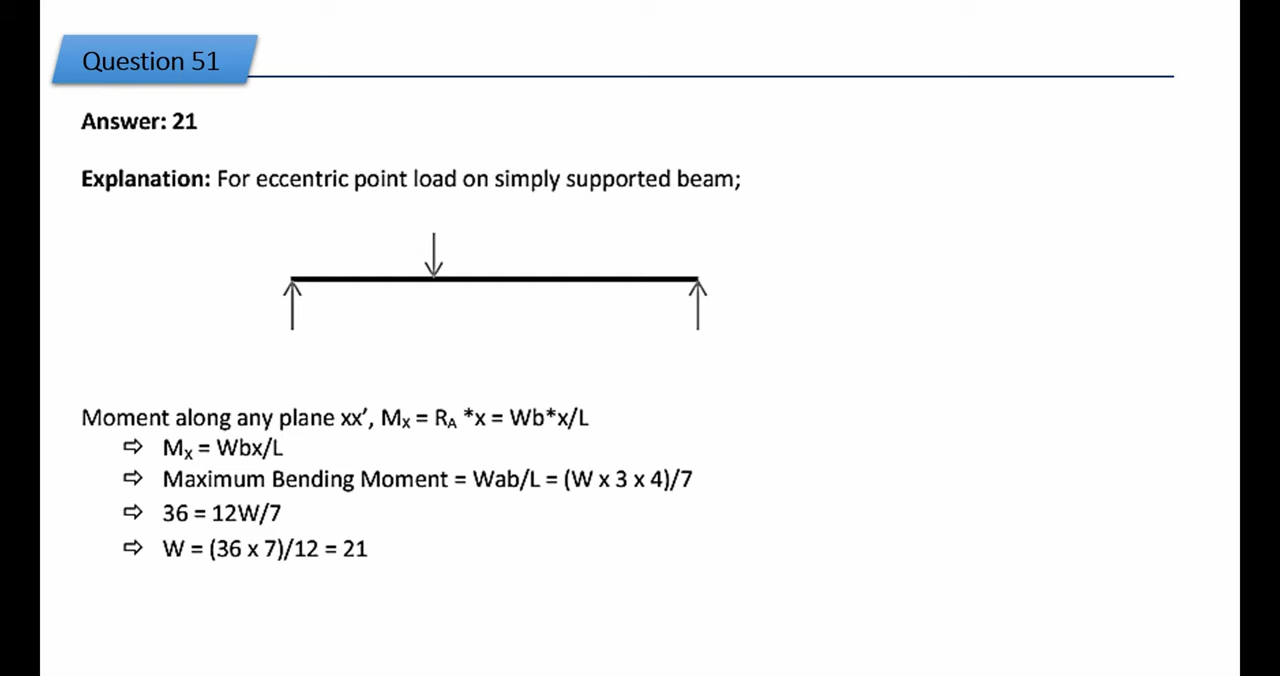 Question 51
Answer: 21
Explanation: For eccentric point load on simply supported beam;
Moment along any plane xx’, Mx = RA *x = Wb*x/L
⇨ Mx = Wbx/L
⇨ Maximum Bending Moment = Wab/L = (W x 3 x 4)/7
⇨ 36 = 12W/7
⇨ W = (36 x 7)/12 = 21